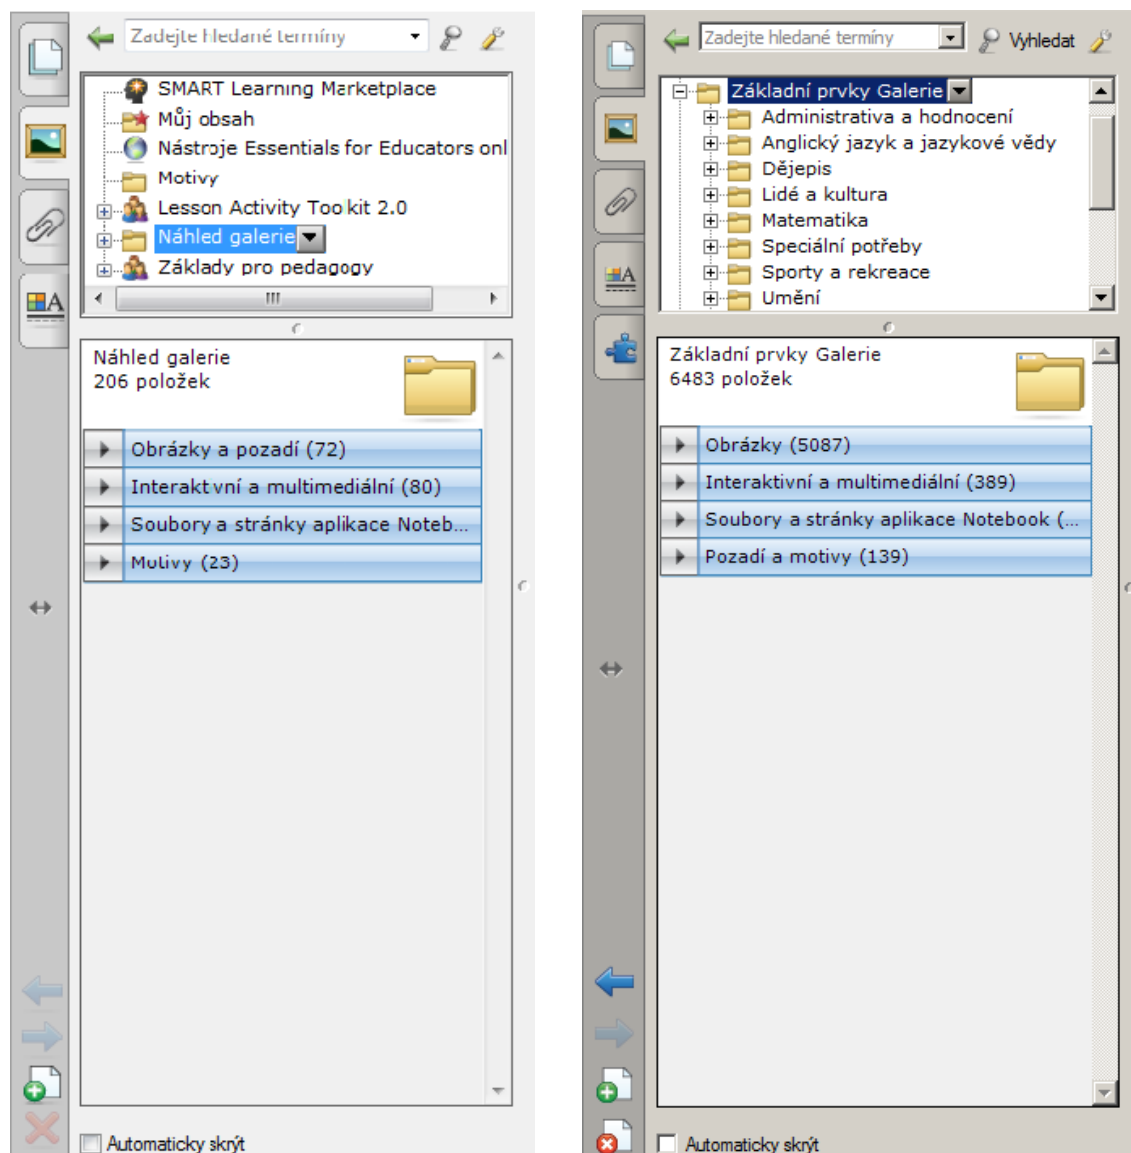 Zadejte hledané termíny
SMART Learning Marketplace
Můj obsah
Nástroje Essentials for Educators onl
Motivy
Lesson Activity Toolkit 2.0
Náhled galerie
Základy pro pedagogy
Náhled galerie
206 položek
Obrázky a pozadí (72)
Interaktivní a multimediální (80)
Soubory a stránky aplikace Noteb...
Motivy (23)
Automaticky skrýt
Zadejte hledané termíny
Vyhledat
Základní prvky Galerie
Administrativa a hodnocení
Anglický jazyk a jazykové vědy
Dějepis
Lidé a kultura
Matematika
Speciální potřeby
Sporty a rekreace
Umění
Základní prvky Galerie
6483 položek
Obrázky (5087)
Interaktivní a multimediální (389)
Soubory a stránky aplikace Notebook (...
Pozadí a motivy (139)
Automaticky skrýt